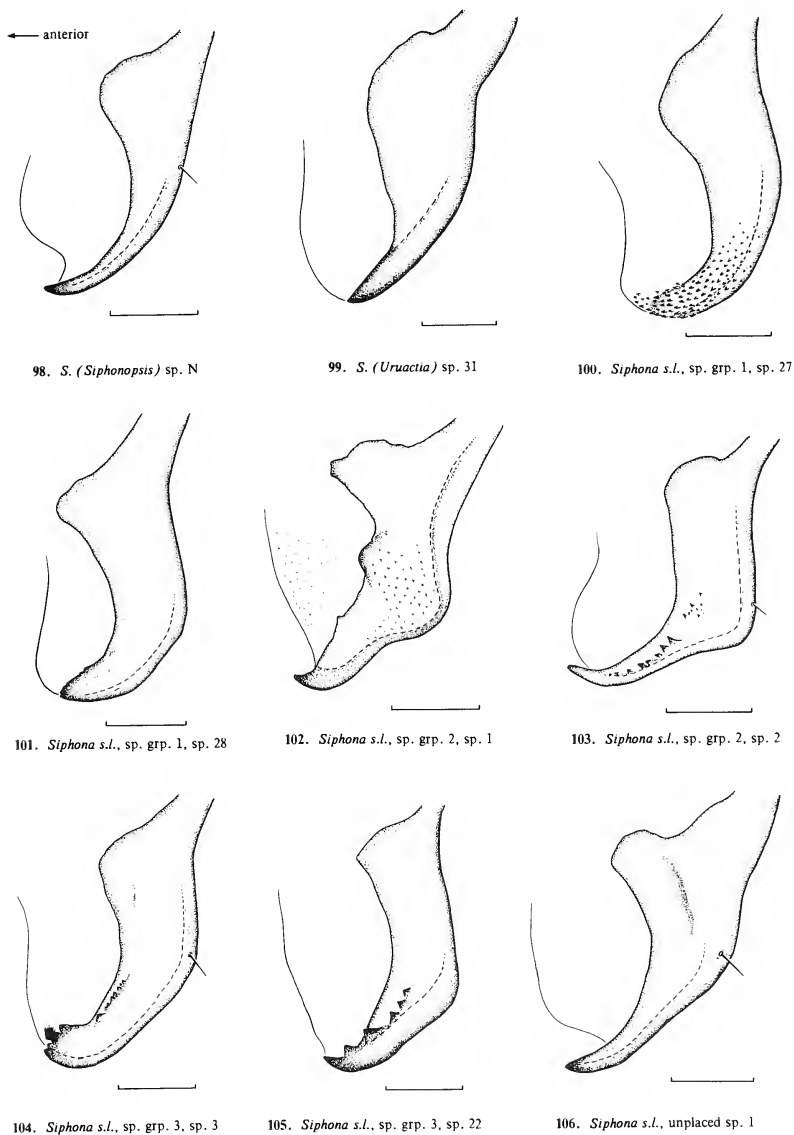 ← anterior
98. S. (Siphonopsis) sp. N
99. S. (Uruactia) sp. 31
100. Siphona s.l., sp. grp. 1, sp. 27
101. Siphona s.l., sp. grp. 1, sp. 28
102. Siphona s.l., sp. grp. 2, sp. 1
103. Siphona s.l., sp. grp. 2, sp. 2
104. Siphona s.l., sp. grp. 3, sp. 3
105. Siphona s.l., sp. grp. 3, sp. 22
106. Siphona s.l., unplaced sp. 1